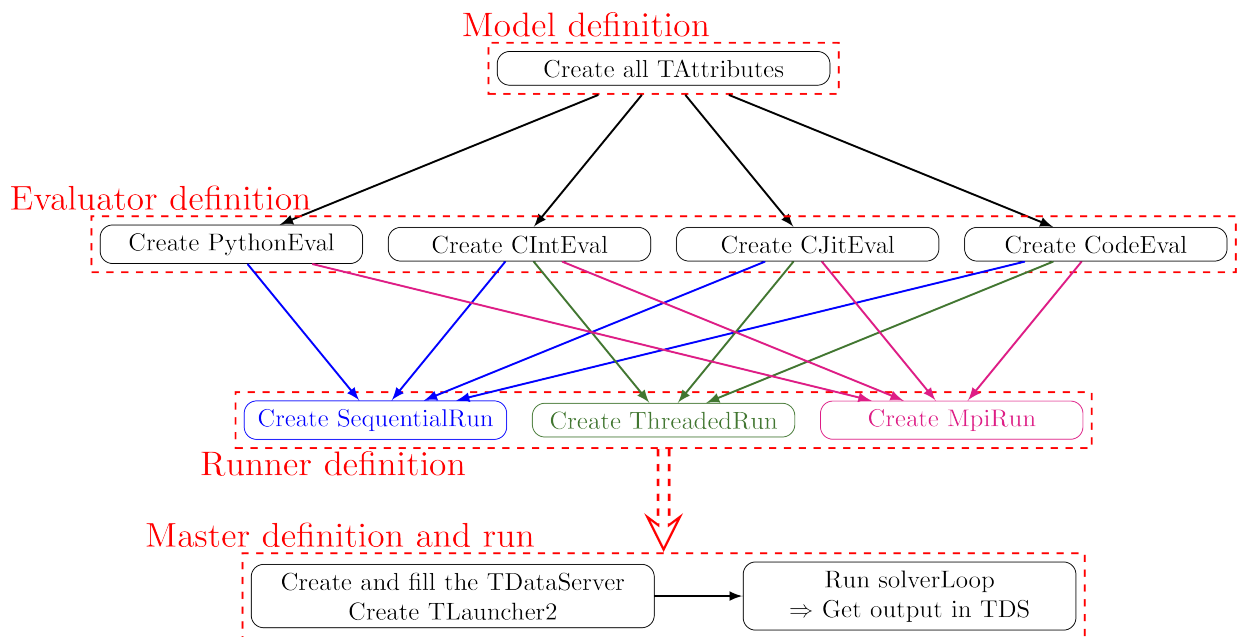 Model definition
Create all TAttributes
Evaluator definition
Create PythonEval
Create CIntEval
Create CJitEval
Create CodeEval
Create SequentialRun
Create ThreadedRun
Create MpiRun
Runner definition
Master definition and run
Create and fill the TDataServer
Create TLauncher2
Run solverLoop
⇒ Get output in TDS